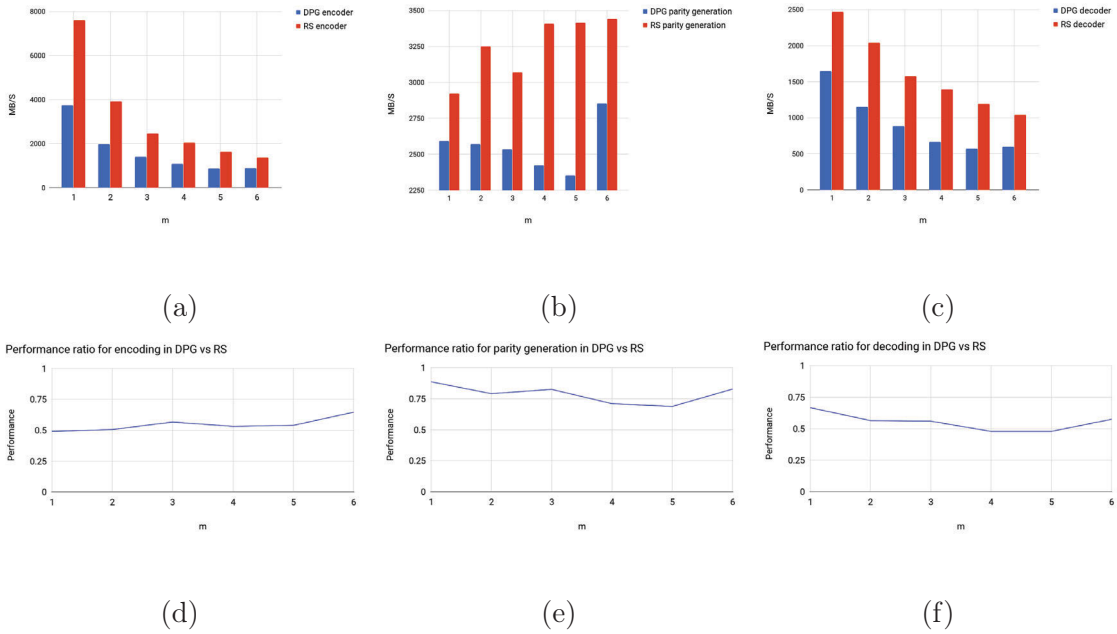 8000
6000
4000
2000
0
MB/S
1 2 3 4 5 6
m
DPG encoder
RS encoder
(a)
3500
3250
3000
2750
2500
2250
MB/S
1 2 3 4 5 6
m
DPG parity generation
RS parity generation
(b)
2500
2000
1500
1000
500
0
MB/S
1 2 3 4 5 6
m
DPG decoder
RS decoder
(c)
Performance ratio for encoding in DPG vs RS
1
0.75
0.5
0.25
0
Performance
1 2 3 4 5 6
m
(d)
Performance ratio for parity generation in DPG vs RS
1
0.75
0.5
0.25
0
Performance
1 2 3 4 5 6
m
(e)
Performance ratio for decoding in DPG vs RS
1
0.75
0.5
0.25
0
Performance
1 2 3 4 5 6
m
(f)